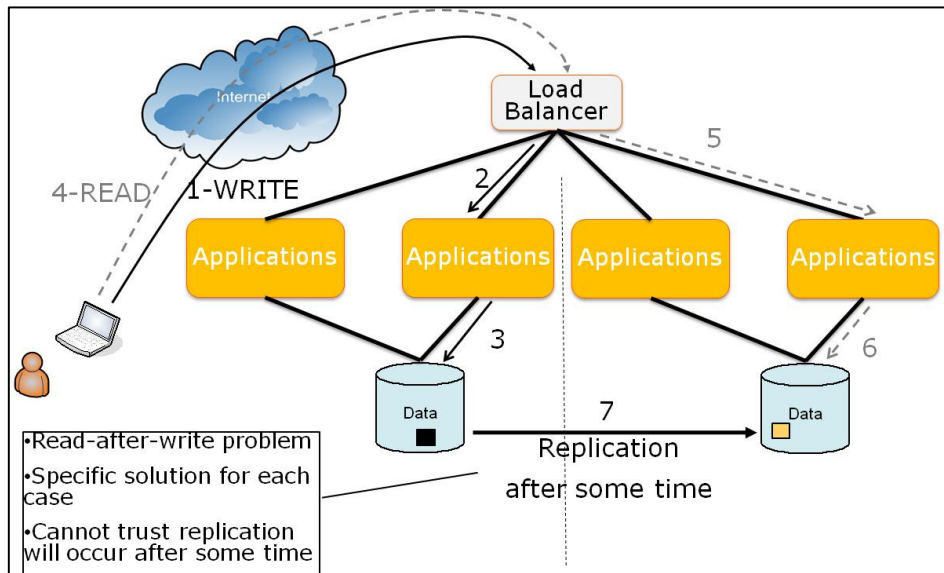 Internet
Load
Balancer
5
4-READ
1-WRITE
2
Applications
Applications
Applications
Applications
3
6
Data
Data
7
Replication
after some time
•Read-after-write problem
•Specific solution for each
case
•Cannot trust replication
will occur after some time